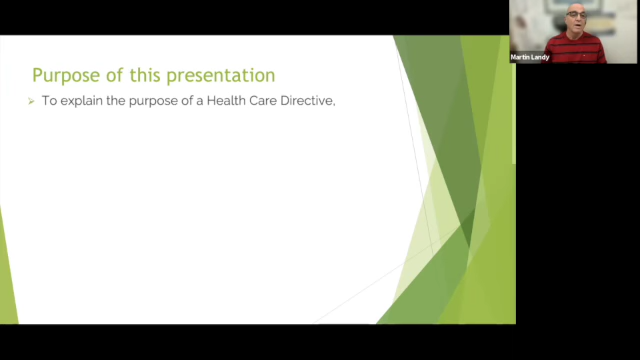 Purpose of this presentation
To explain the purpose of a Health Care Directive,
Martin Landy